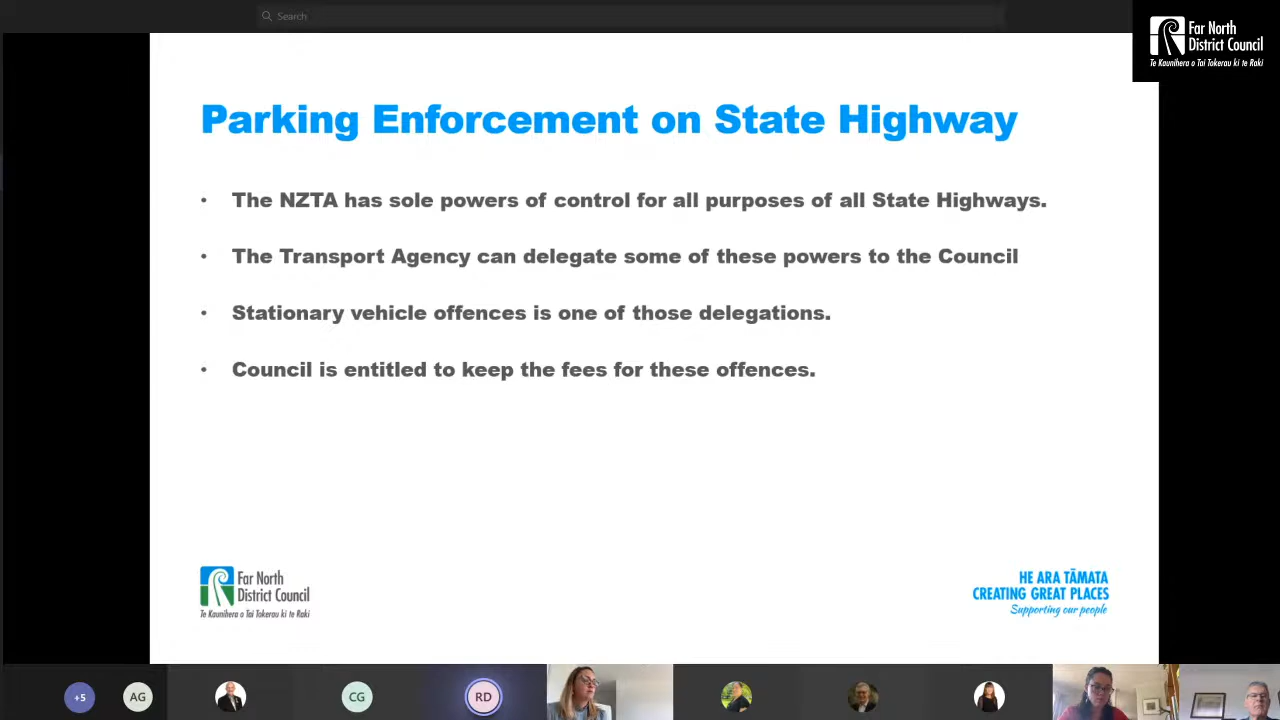 Search
Far North
District Council
Te Kaunihera o Tai Tokerau ki te Raki
Parking Enforcement on State Highway
• The NZTA has sole powers of control for all purposes of all State Highways.
• The Transport Agency can delegate some of these powers to the Council
• Stationary vehicle offences is one of those delegations.
• Council is entitled to keep the fees for these offences.
Far North
District Council
Te Kaunihera o Tai Tokerau ki te Raki
HE ARA TĀMATA
CREATING GREAT PLACES
Supporting our people
+5
AG
CG
RD